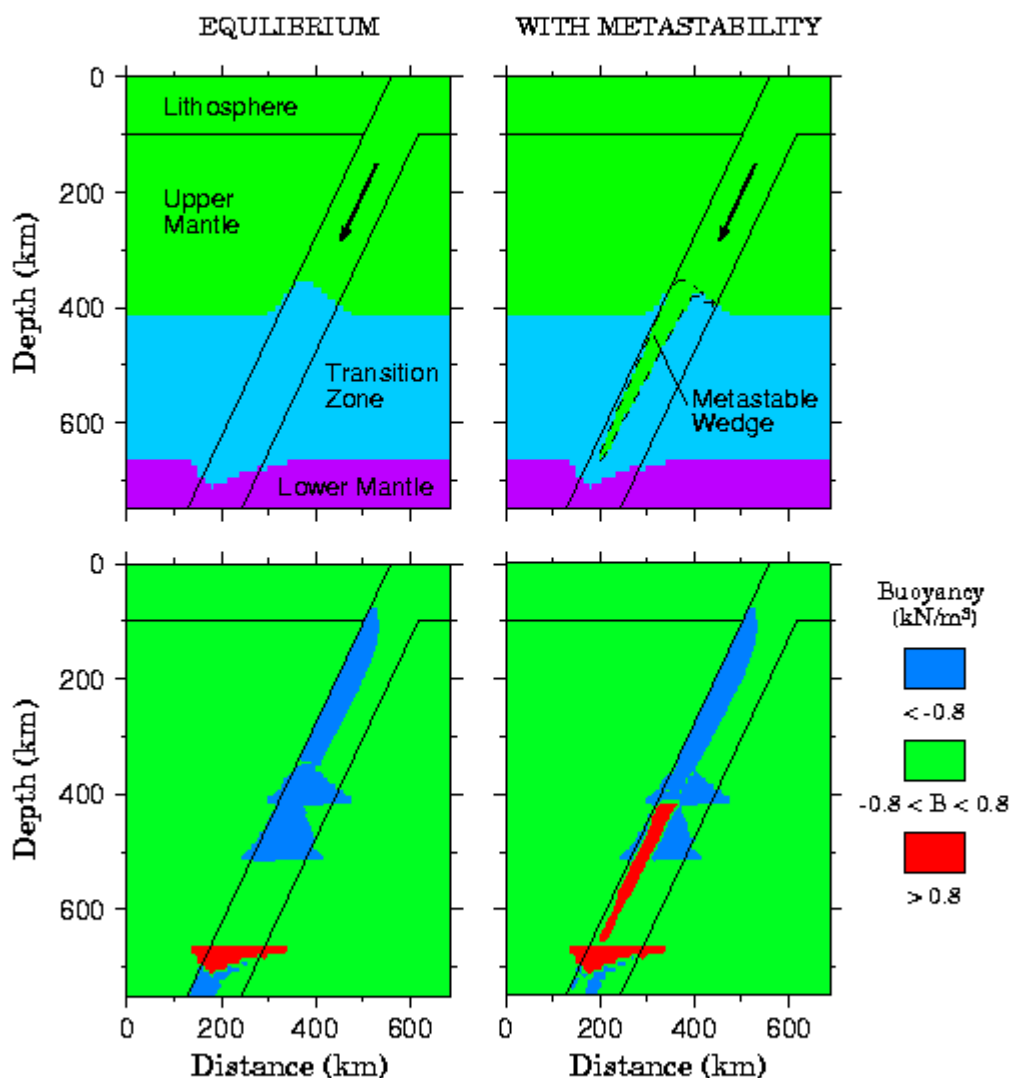 EQULIBRIUM
WITH METASTABILITY
0
200
400
600
Depth (km)
Lithosphere
Upper
Mantle
Transition
Zone
Lower Mantle
Metastable
Wedge
0
200
400
600
Depth (km)
0
200
400
600
Distance (km)
0
200
400
600
Distance (km)
Buoyancy
(kN/m³)
< -0.8
-0.8 < B < 0.8
> 0.8